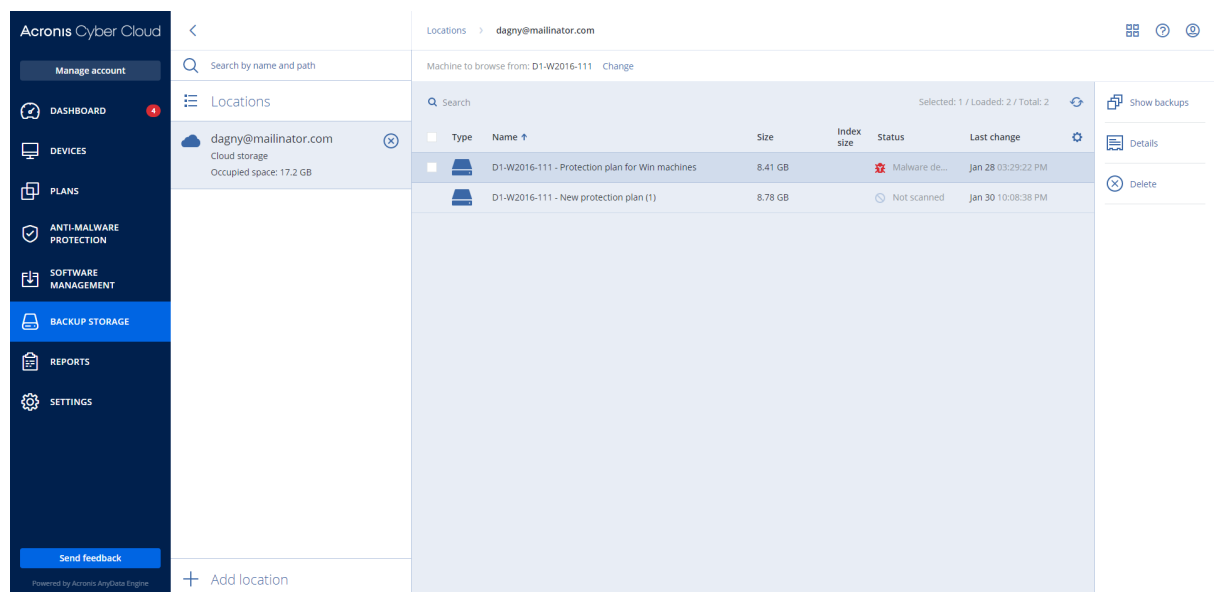 Acronis Cyber Cloud
Manage account
DASHBOARD 4
DEVICES
PLANS
ANTI-MALWARE
PROTECTION
SOFTWARE
MANAGEMENT
BACKUP STORAGE
REPORTS
SETTINGS
Send feedback
Powered by Acronis AnyData Engine
Search by name and path
Locations
dagny@mailinator.com
Cloud storage
Occupied space: 17.2 GB
Add location
Locations > dagny@mailinator.com
Machine to browse from: D1-W2016-111 Change
Search Selected: 1 / Loaded: 2 / Total: 2
Type Name ↑ Size Index size Status Last change
D1-W2016-111 - Protection plan for Win machines 8.41 GB Malware de... Jan 28 03:29:22 PM
D1-W2016-111 - New protection plan (1) 8.78 GB Not scanned Jan 30 10:08:38 PM
Show backups
Details
Delete